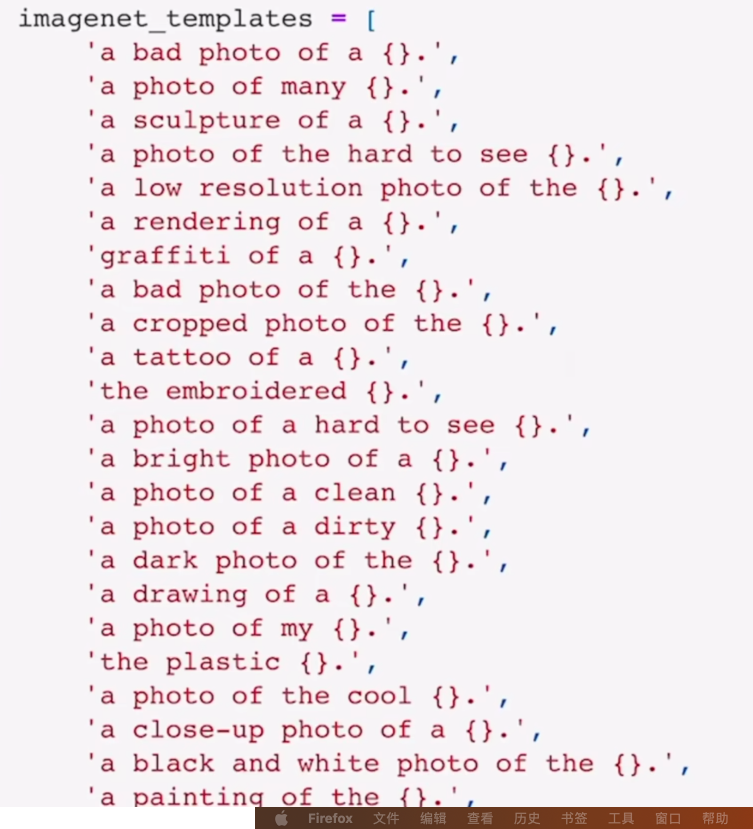 imagenet_templates = [
    'a bad photo of a {}.',
    'a photo of many {}.',
    'a sculpture of a {}.',
    'a photo of the hard to see {}.',
    'a low resolution photo of the {}.',
    'a rendering of a {}.',
    'graffiti of a {}.',
    'a bad photo of the {}.',
    'a cropped photo of the {}.',
    'a tattoo of a {}.',
    'the embroidered {}.',
    'a photo of a hard to see {}.',
    'a bright photo of a {}.',
    'a photo of a clean {}.',
    'a photo of a dirty {}.',
    'a dark photo of the {}.',
    'a drawing of a {}.',
    'a photo of my {}.',
    'the plastic {}.',
    'a photo of the cool {}.',
    'a close-up photo of a {}.',
    'a black and white photo of the {}.',
    'a painting of the {}.',
Firefox 文件 编辑 查看 历史 书签 工具 窗口 帮助